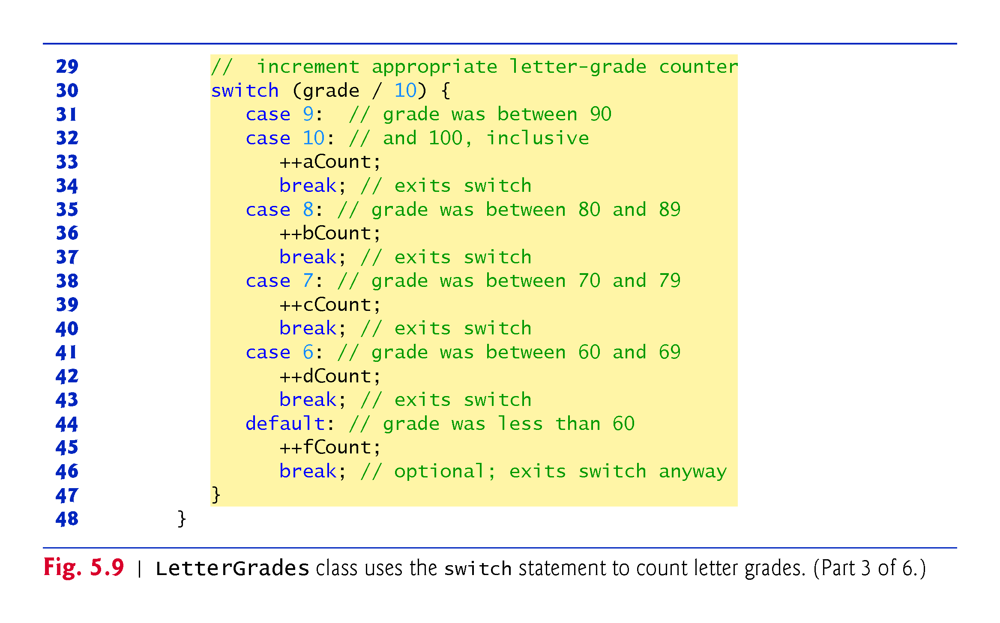 29 //  increment appropriate letter-grade counter
30 switch (grade / 10) {
31    case 9:  // grade was between 90
32    case 10: // and 100, inclusive
33       ++aCount;
34       break; // exits switch
35    case 8: // grade was between 80 and 89
36       ++bCount;
37       break; // exits switch
38    case 7: // grade was between 70 and 79
39       ++cCount;
40       break; // exits switch
41    case 6: // grade was between 60 and 69
42       ++dCount;
43       break; // exits switch
44    default: // grade was less than 60
45       ++fCount;
46       break; // optional; exits switch anyway
47 }
48 }
Fig. 5.9 | LetterGrades class uses the switch statement to count letter grades. (Part 3 of 6.)